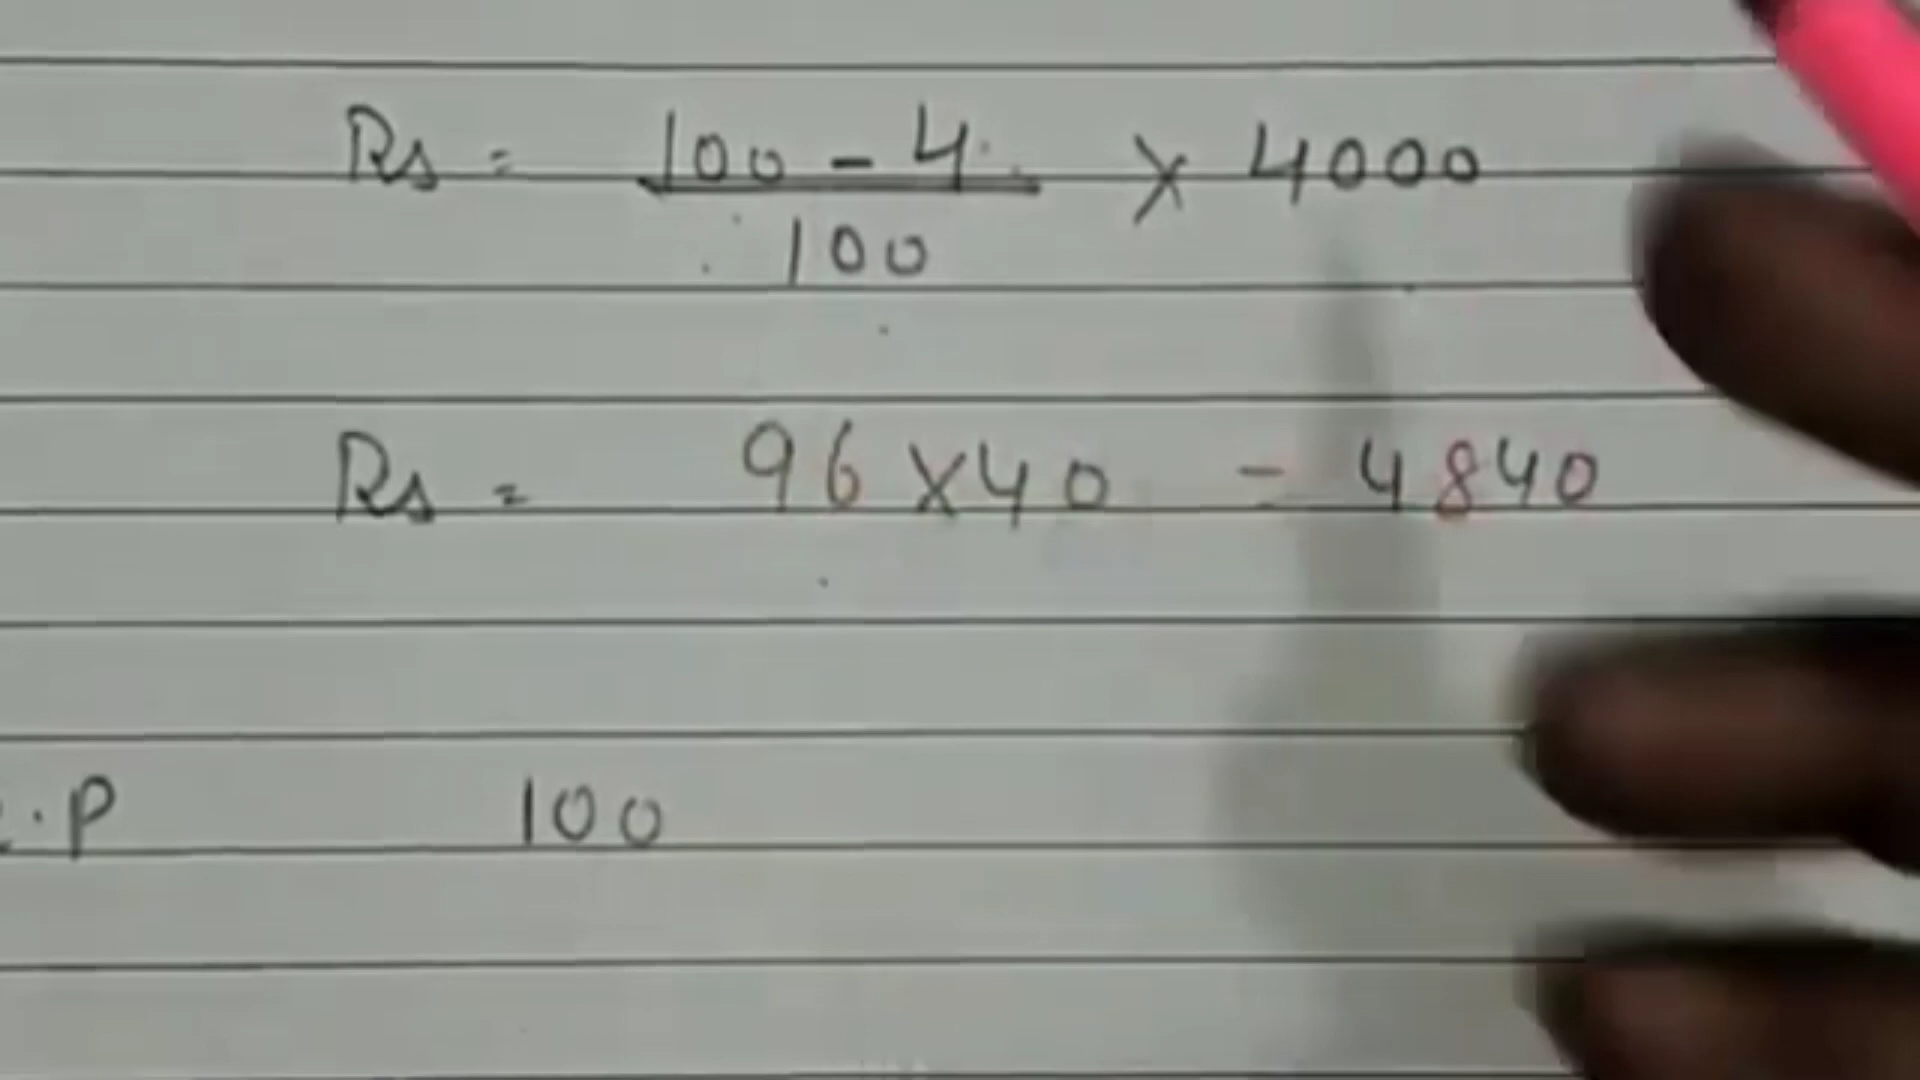 Rs = 100 - 4 / 100 × 4000
Rs = 96 × 40 = 4840
.P 100